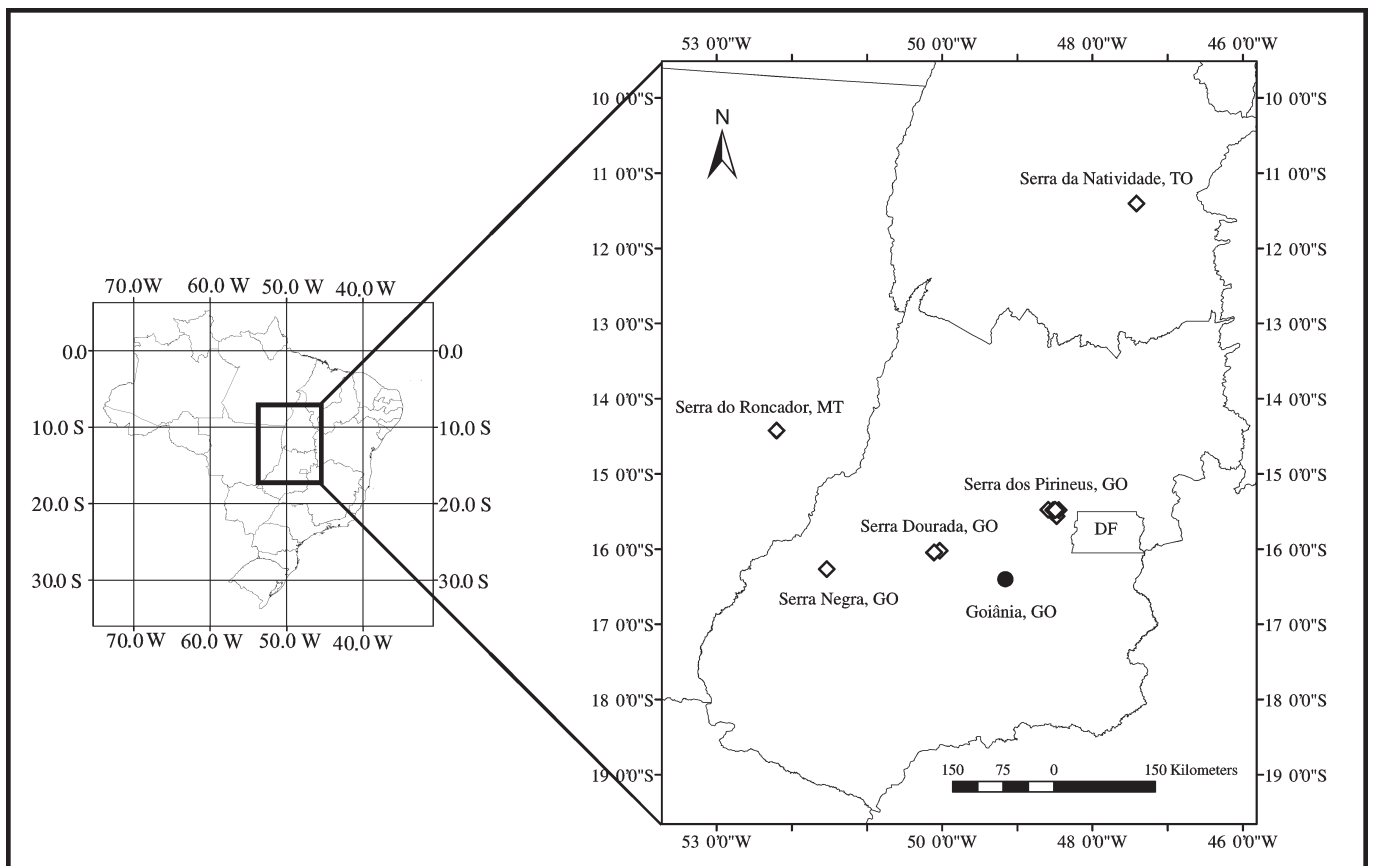 53 0'0"W 50 0'0"W 48 0'0"W 46 0'0"W
10 0'0"S 10 0'0"S
N
11 0'0"S 11 0'0"S
Serra da Natividade, TO
12 0'0"S 12 0'0"S
70.0W 60.0 W 50.0 W 40.0 W
13 0'0"S 13 0'0"S
0.0 0.0
14 0'0"S 14 0'0"S
Serra do Roncador, MT
10.0 S 10.0 S
15 0'0"S 15 0'0"S
Serra dos Pirineus, GO
20.0 S 20.0 S
Serra Dourada, GO
DF
16 0'0"S 16 0'0"S
30.0 S 30.0 S
Serra Negra, GO
Goiânia, GO
17 0'0"S 17 0'0"S
70.0W 60.0 W 50.0 W 40.0 W
18 0'0"S 18 0'0"S
150 75 0 150 Kilometers
19 0'0"S 19 0'0"S
53 0'0"W 50 0'0"W 48 0'0"W 46 0'0"W